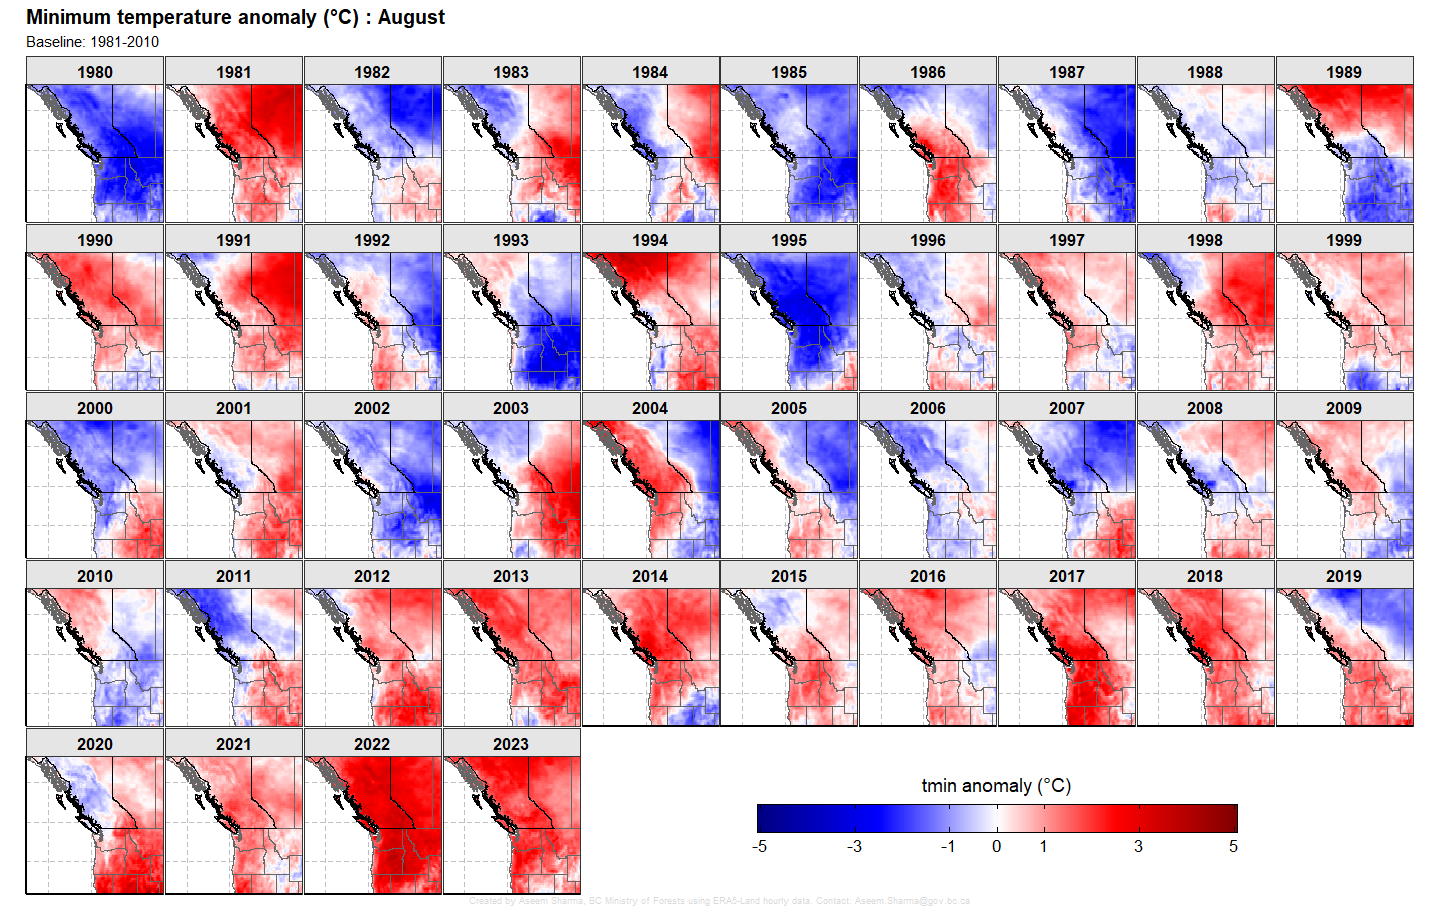 Minimum temperature anomaly (°C) : August
Baseline: 1981-2010
1980 1981 1982 1983 1984 1985 1986 1987 1988 1989
1990 1991 1992 1993 1994 1995 1996 1997 1998 1999
2000 2001 2002 2003 2004 2005 2006 2007 2008 2009
2010 2011 2012 2013 2014 2015 2016 2017 2018 2019
2020 2021 2022 2023
tmin anomaly (°C)
-5 -3 -1 0 1 3 5
Created by Aseem Sharma, BC Ministry of Forests using ERA5-Land hourly data. Contact: Aseem.Sharma@gov.bc.ca